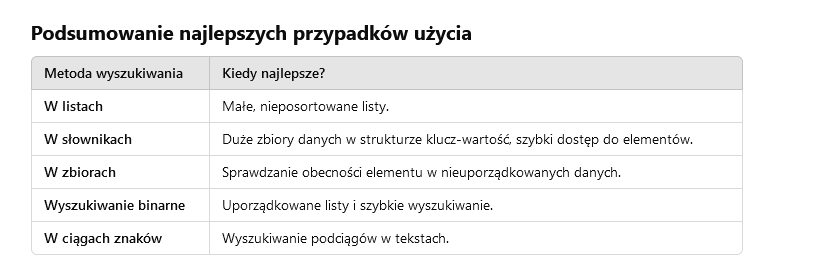 Podsumowanie najlepszych przypadków użycia
Metoda wyszukiwania Kiedy najlepsze?
W listach Małe, nieposortowane listy.
W słownikach Duże zbiory danych w strukturze klucz-wartość, szybki dostęp do elementów.
W zbiorach Sprawdzanie obecności elementu w nieuporządkowanych danych.
Wyszukiwanie binarne Uporządkowane listy i szybkie wyszukiwanie.
W ciągach znaków Wyszukiwanie podciągów w tekstach.